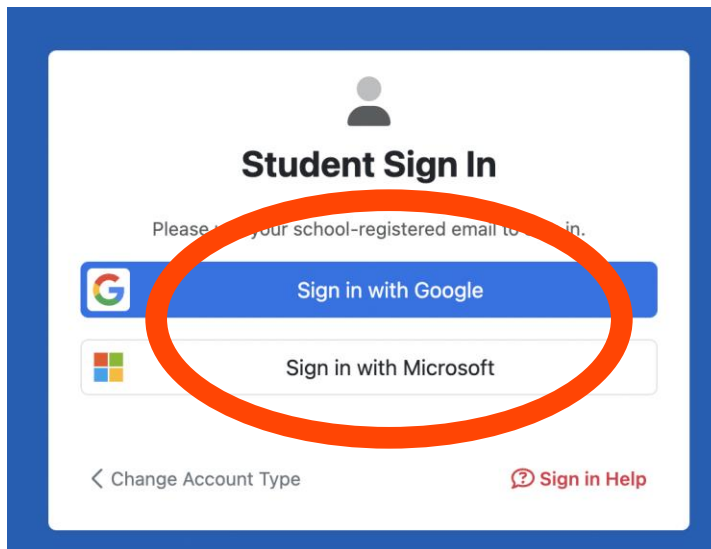 Student Sign In
Please your school-registered email to in.
Sign in with Google
Sign in with Microsoft
Change Account Type
Sign in Help